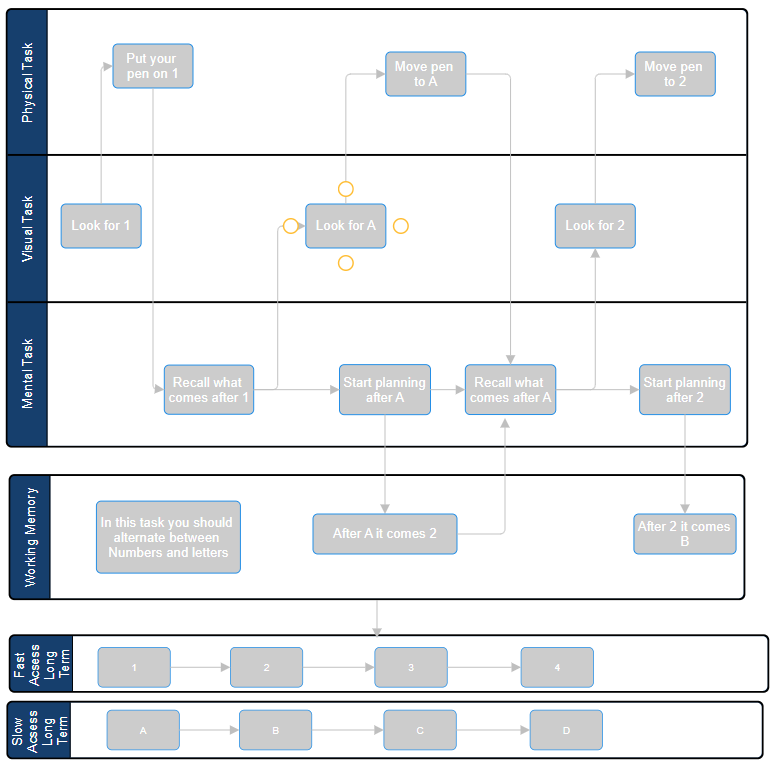 Physical Task
Put your
pen on 1
Move pen
to A
Move pen
to 2
Visual Task
Look for 1
Look for A
Look for 2
Mental Task
Recall what
comes after 1
Start planning
after A
Recall what
comes after A
Start planning
after 2
Working Memory
In this task you should
alternate between
Numbers and letters
After A it comes 2
After 2 it comes
B
Fast
Acsess
Long
Term
1
2
3
4
Slow
Acsess
Long
Term
A
B
C
D